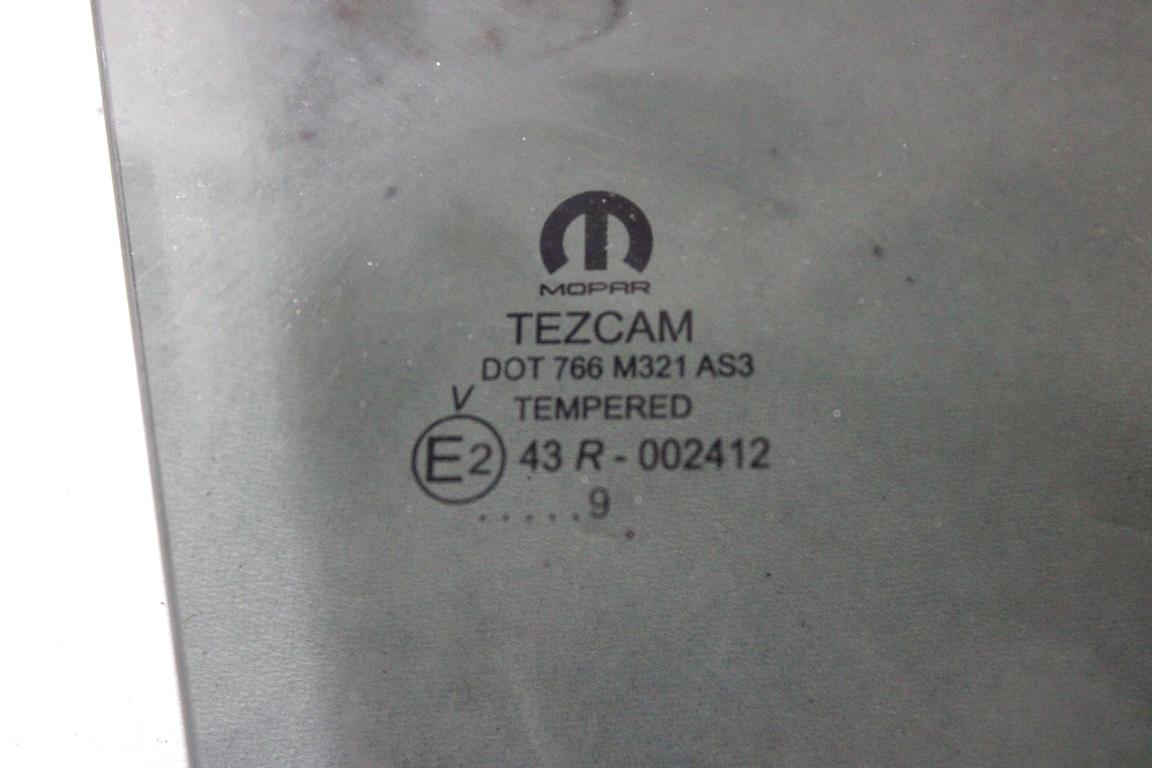 MOPAR
TEZCAM
DOT 766 M321 AS3
V TEMPERED
E2 43 R - 002412
.....9